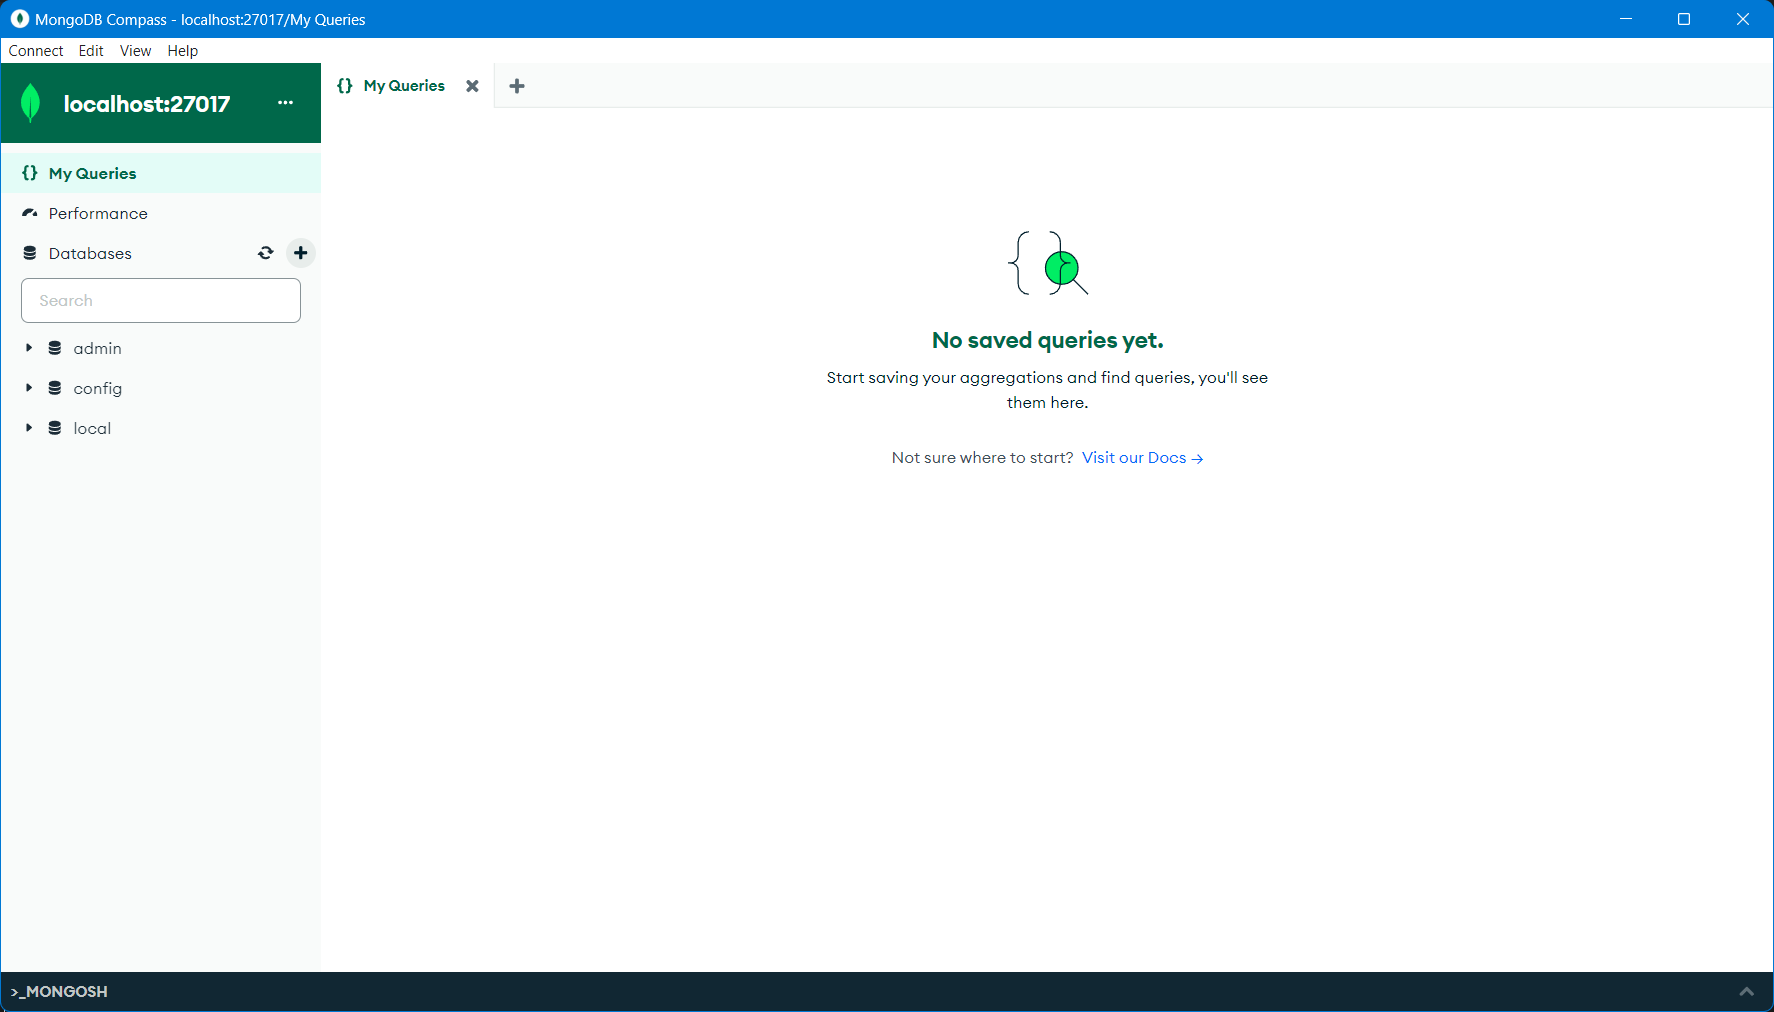 MongoDB Compass - localhost:27017/My Queries
Connect Edit View Help
localhost:27017
{} My Queries
{} My Queries
Performance
Databases
Search
admin
config
local
No saved queries yet.
Start saving your aggregations and find queries, you'll see
them here.
Not sure where to start? Visit our Docs →
>_MONGOSH